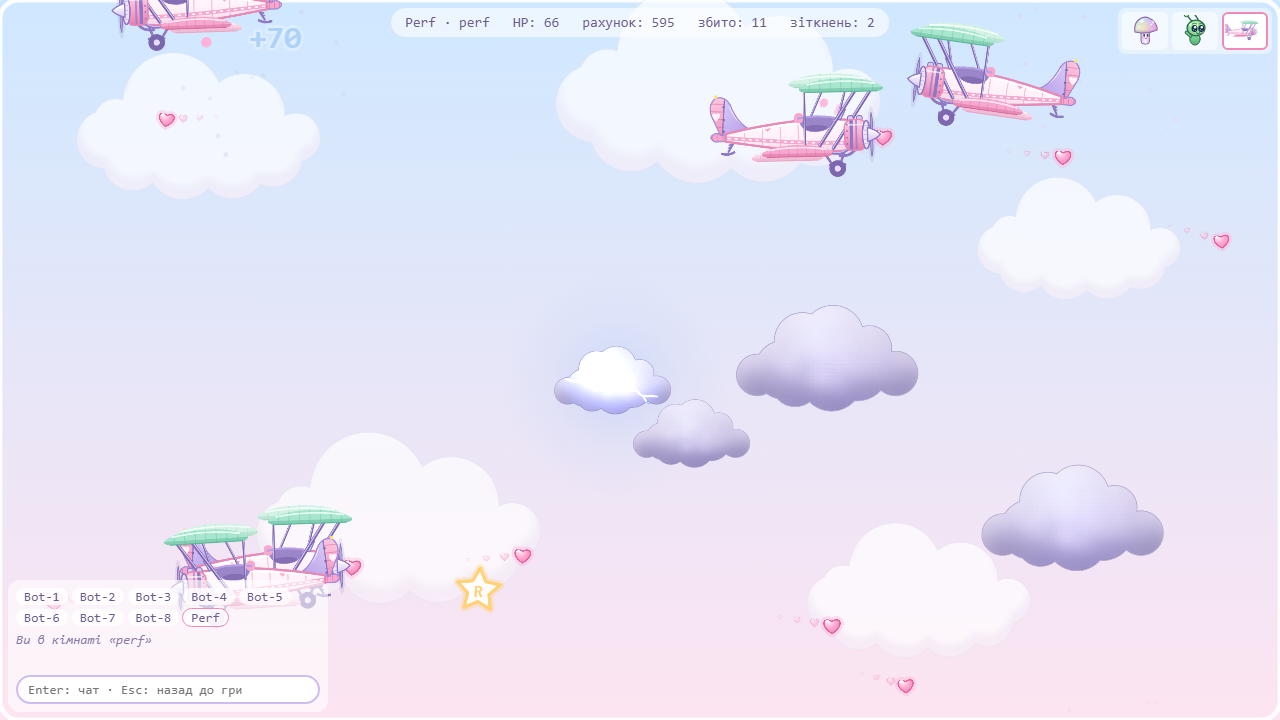 Perf · perf HP: 66 рахунок: 595 збито: 11 зіткнень: 2
+70
R
Bot-1 Bot-2 Bot-3 Bot-4 Bot-5
Bot-6 Bot-7 Bot-8 Perf
Ви в кімнаті «perf»
Enter: чат · Esc: назад до гри